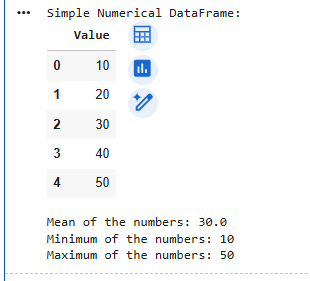 Simple Numerical DataFrame:
Value
0 10
1 20
2 30
3 40
4 50
Mean of the numbers: 30.0
Minimum of the numbers: 10
Maximum of the numbers: 50